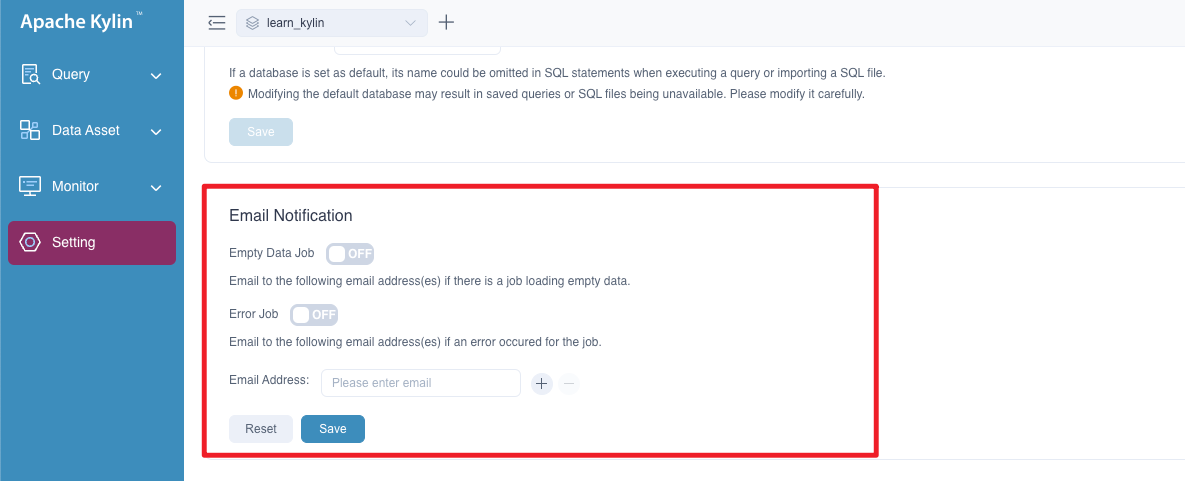 Apache Kylin™
learn_kylin
Query
Data Asset
Monitor
Setting
If a database is set as default, its name could be omitted in SQL statements when executing a query or importing a SQL file.
Modifying the default database may result in saved queries or SQL files being unavailable. Please modify it carefully.
Save
Email Notification
Empty Data Job OFF
Email to the following email address(es) if there is a job loading empty data.
Error Job OFF
Email to the following email address(es) if an error occured for the job.
Email Address: Please enter email
Reset Save